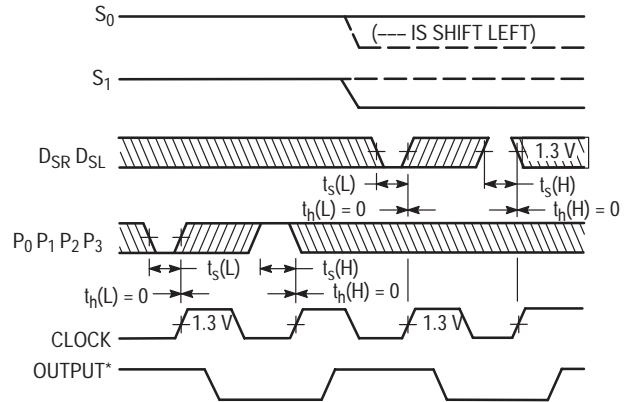 S0
(--- IS SHIFT LEFT)
S1
DSR DSL
1.3 V
ts(L)
ts(H)
th(L) = 0
th(H) = 0
P0 P1 P2 P3
ts(L)
ts(H)
th(L) = 0
th(H) = 0
1.3 V
1.3 V
CLOCK
OUTPUT*